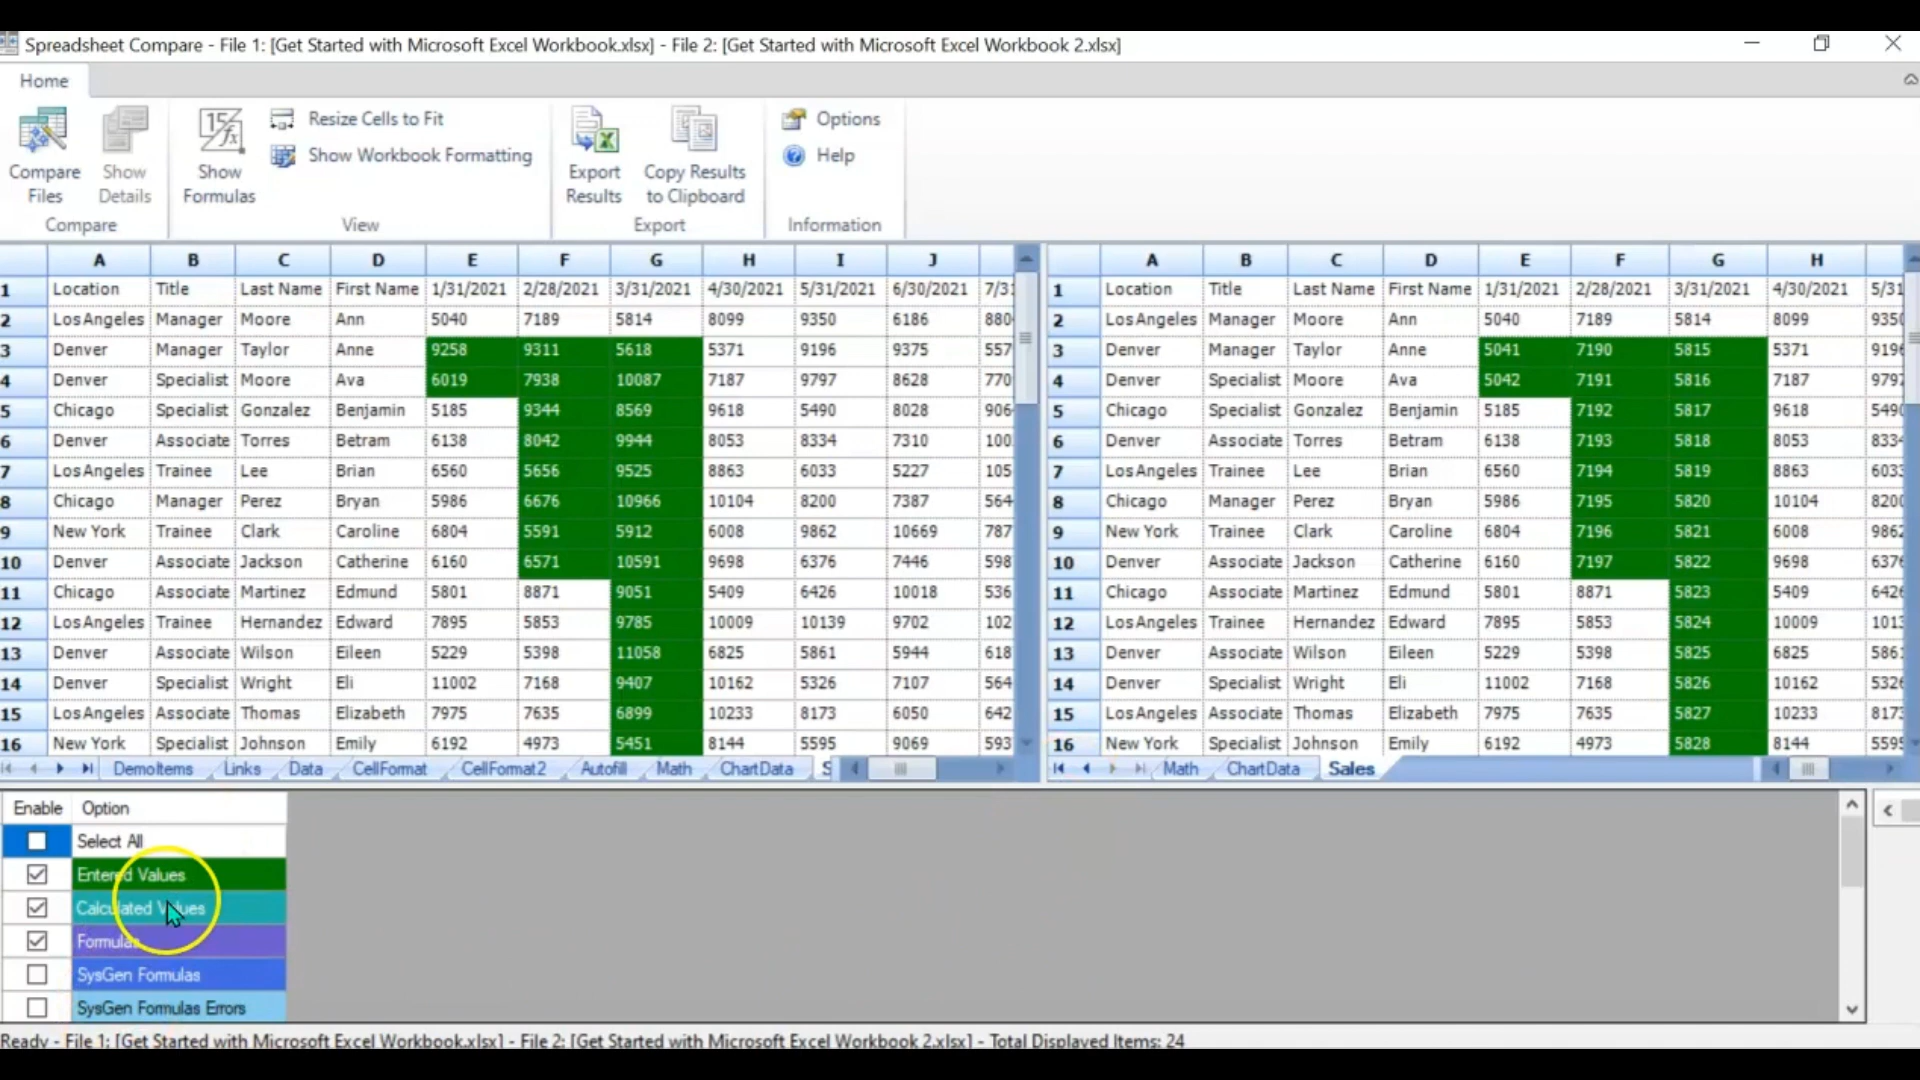 Spreadsheet Compare - File 1: [Get Started with Microsoft Excel Workbook.xlsx] - File 2: [Get Started with Microsoft Excel Workbook 2.xlsx]
Home
Compare Files
Show Details
Compare
Show Formulas
Resize Cells to Fit
Show Workbook Formatting
View
Export Results
Copy Results to Clipboard
Export
Options
Help
Information
A B C D E F G H I J
1 Location Title Last Name First Name 1/31/2021 2/28/2021 3/31/2021 4/30/2021 5/31/2021 6/30/2021
2 Los Angeles Manager Moore Ann 5040 7189 5814 8099 9350 6186
3 Denver Manager Taylor Anne 9258 9311 5618 5371 9196 9375
4 Denver Specialist Moore Ava 6019 7938 10087 7187 9797 8628
5 Chicago Specialist Gonzalez Benjamin 5185 9344 8569 9618 5490 8028
6 Denver Associate Torres Betram 6138 8042 9944 8053 8334 7310
7 Los Angeles Trainee Lee Brian 6560 5656 9525 8863 6033 5227
8 Chicago Manager Perez Bryan 5986 6676 10966 10104 8200 7387
9 New York Trainee Clark Caroline 6804 5591 5912 6008 9862 10669
10 Denver Associate Jackson Catherine 6160 6571 10591 9698 6376 7446
11 Chicago Associate Martinez Edmund 5801 8871 9051 5409 6426 10018
12 Los Angeles Trainee Hernandez Edward 7895 5853 9785 10009 10139 9702
13 Denver Associate Wilson Eileen 5229 5398 11058 6825 5861 5944
14 Denver Specialist Wright Eli 11002 7168 9407 10162 5326 7107
15 Los Angeles Associate Thomas Elizabeth 7975 7635 6899 10233 8173 6050
16 New York Specialist Johnson Emily 6192 4973 5451 8144 5595 9069
DemoItems Links Data CellFormat CellFormat2 Autofill Math ChartData
A B C D E F G H
1 Location Title Last Name First Name 1/31/2021 2/28/2021 3/31/2021 4/30/2021
2 Los Angeles Manager Moore Ann 5040 7189 5814 8099
3 Denver Manager Taylor Anne 5041 7190 5815 5371
4 Denver Specialist Moore Ava 5042 7191 5816 7187
5 Chicago Specialist Gonzalez Benjamin 5185 7192 5817 9618
6 Denver Associate Torres Betram 6138 7193 5818 8053
7 Los Angeles Trainee Lee Brian 6560 7194 5819 8863
8 Chicago Manager Perez Bryan 5986 7195 5820 10104
9 New York Trainee Clark Caroline 6804 7196 5821 6008
10 Denver Associate Jackson Catherine 6160 7197 5822 9698
11 Chicago Associate Martinez Edmund 5801 8871 5823 5409
12 Los Angeles Trainee Hernandez Edward 7895 5853 5824 10009
13 Denver Associate Wilson Eileen 5229 5398 5825 6825
14 Denver Specialist Wright Eli 11002 7168 5826 10162
15 Los Angeles Associate Thomas Elizabeth 7975 7635 5827 10233
16 New York Specialist Johnson Emily 6192 4973 5828 8144
Math ChartData Sales
Enable Option
Select All
Entered Values
Calculated Values
Formulas
SysGen Formulas
SysGen Formulas Errors
Ready - File 1: [Get Started with Microsoft Excel Workbook.xlsx] - File 2: [Get Started with Microsoft Excel Workbook 2.xlsx] - Total Displayed Items: 24